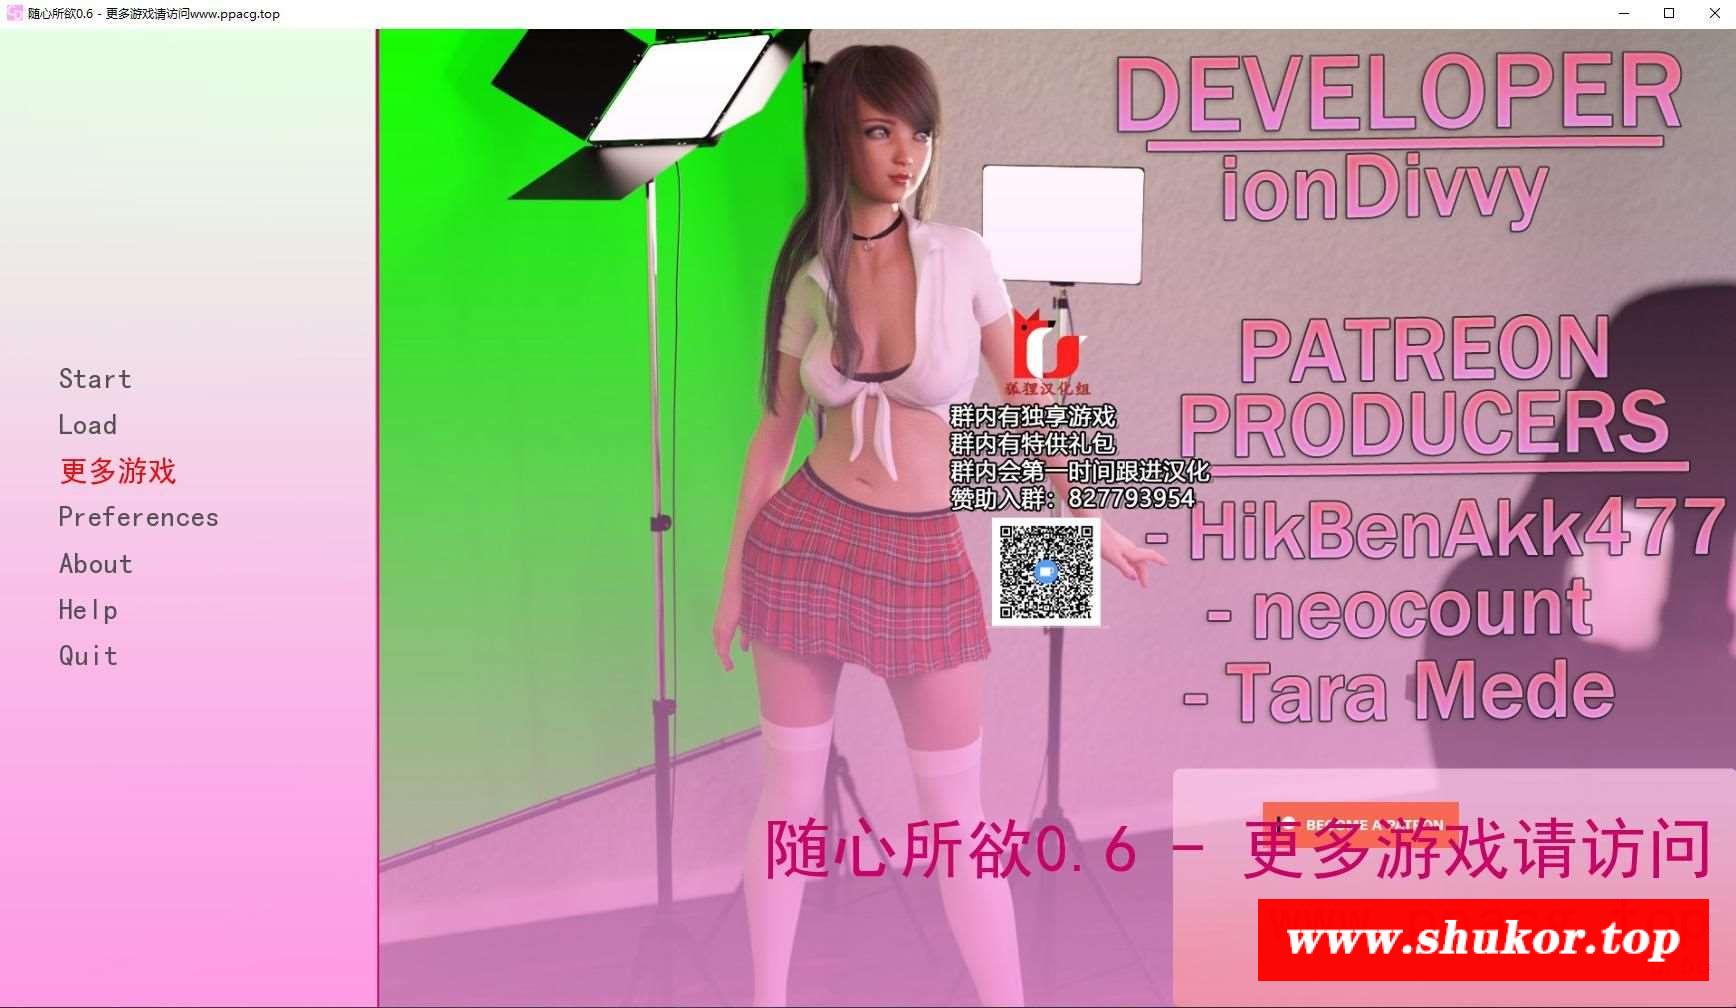 随心所欲0.6 - 更多游戏请访问www.ppacg.top
Start
Load
更多游戏
Preferences
About
Help
Quit
DEVELOPER
ionDivvy
狐狸汉化组
群内有独享游戏
群内有特供礼包
群内会第一时间跟进汉化
赞助入群：827793954
PATREON
PRODUCERS
- HikBenAkk477
- neocount
- Tara Mede
BECOME A PATRON
随心所欲0.6 - 更多游戏请访问
www.shukor.top